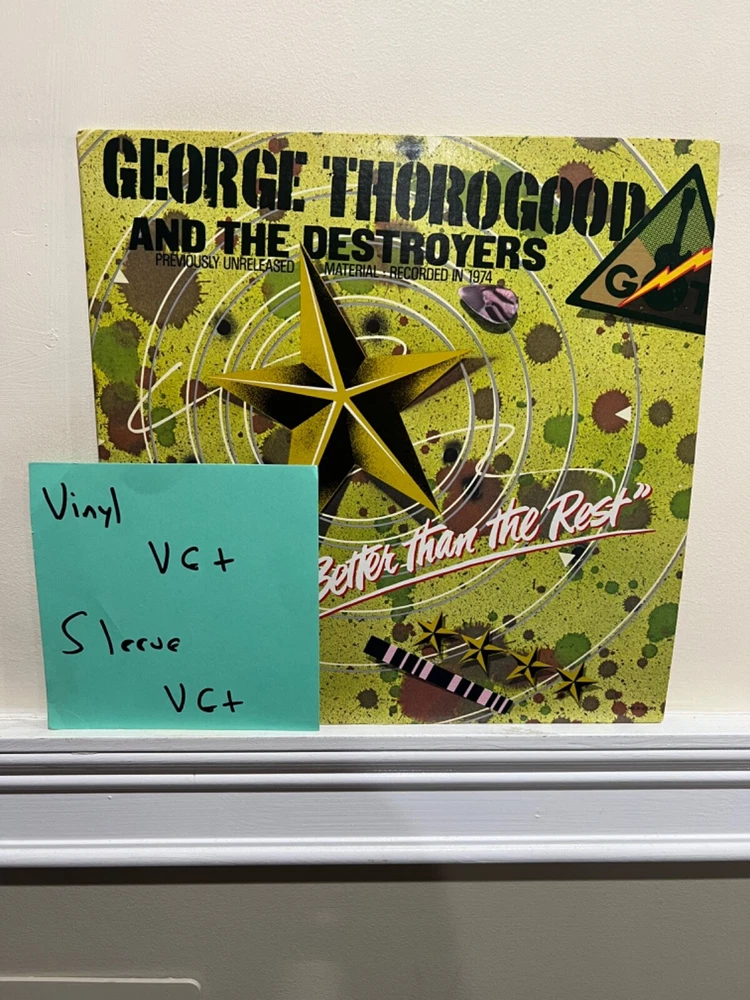 GEORGE THOROGOOD
AND THE DESTROYERS
PREVIOUSLY UNRELEASED MATERIAL - RECORDED IN 1974
G T
Better than the Rest"
Vinyl
VG+
Sleeve
VG+